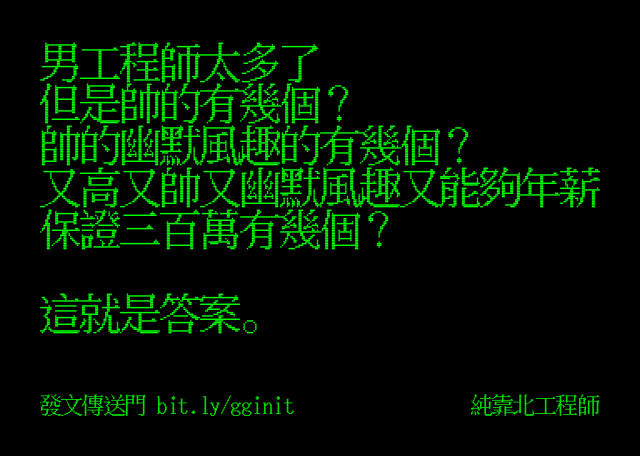 男工程師太多了
但是帥的有幾個？
帥的幽默風趣的有幾個？
又高又帥又幽默風趣又能夠年薪
保證三百萬有幾個？
這就是答案。
發文傳送門 bit.ly/gginit
純靠北工程師